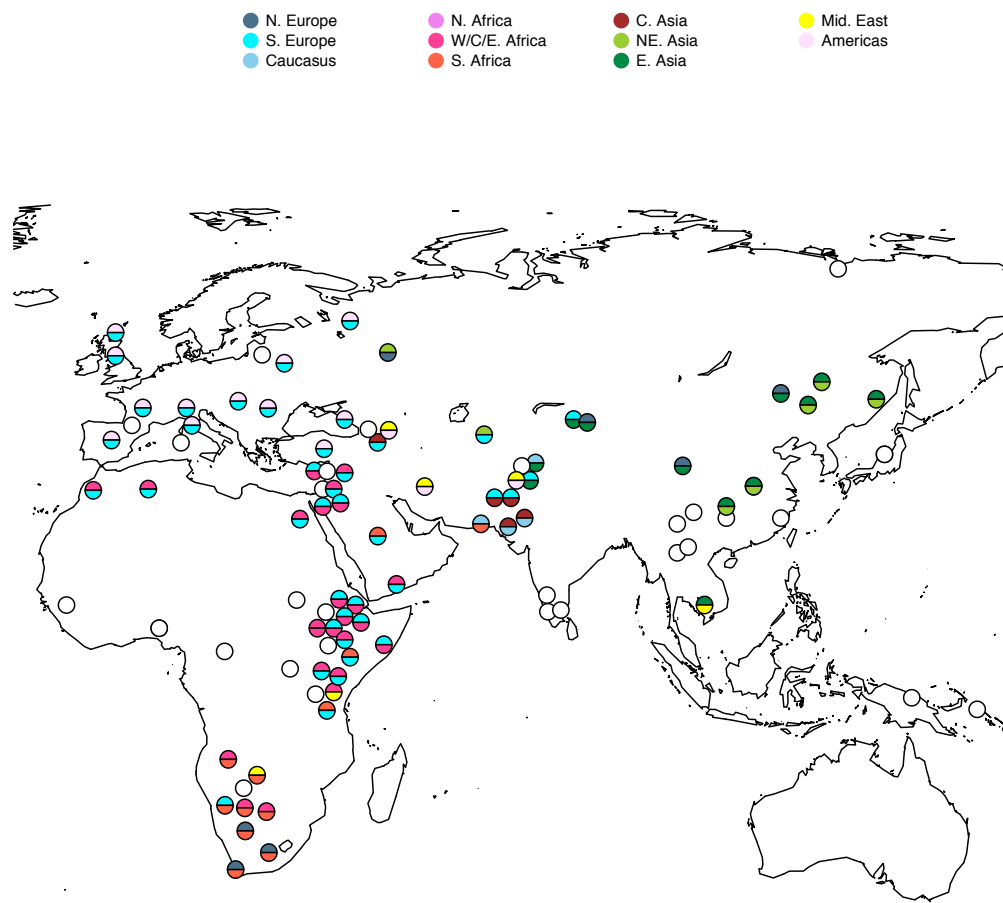 N. Europe N. Africa C. Asia Mid. East
S. Europe W/C/E. Africa NE. Asia Americas
Caucasus S. Africa E. Asia